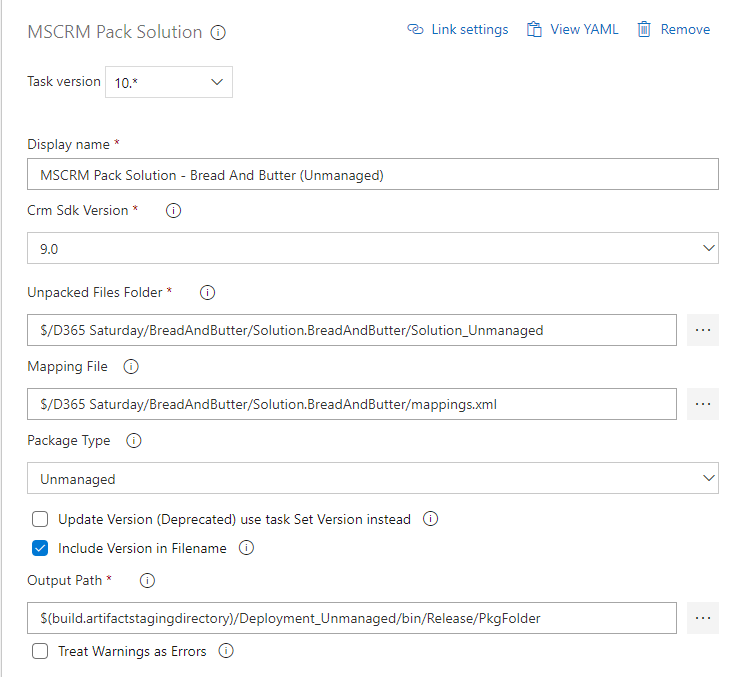 MSCRM Pack Solution
Link settings
View YAML
Remove
Task version
10.*
Display name *
MSCRM Pack Solution - Bread And Butter (Unmanaged)
Crm Sdk Version *
9.0
Unpacked Files Folder *
$/D365 Saturday/BreadAndButter/Solution.BreadAndButter/Solution_Unmanaged
Mapping File
$/D365 Saturday/BreadAndButter/Solution.BreadAndButter/mappings.xml
Package Type
Unmanaged
Update Version (Deprecated) use task Set Version instead
Include Version in Filename
Output Path *
$(build.artifactstagingdirectory)/Deployment_Unmanaged/bin/Release/PkgFolder
Treat Warnings as Errors